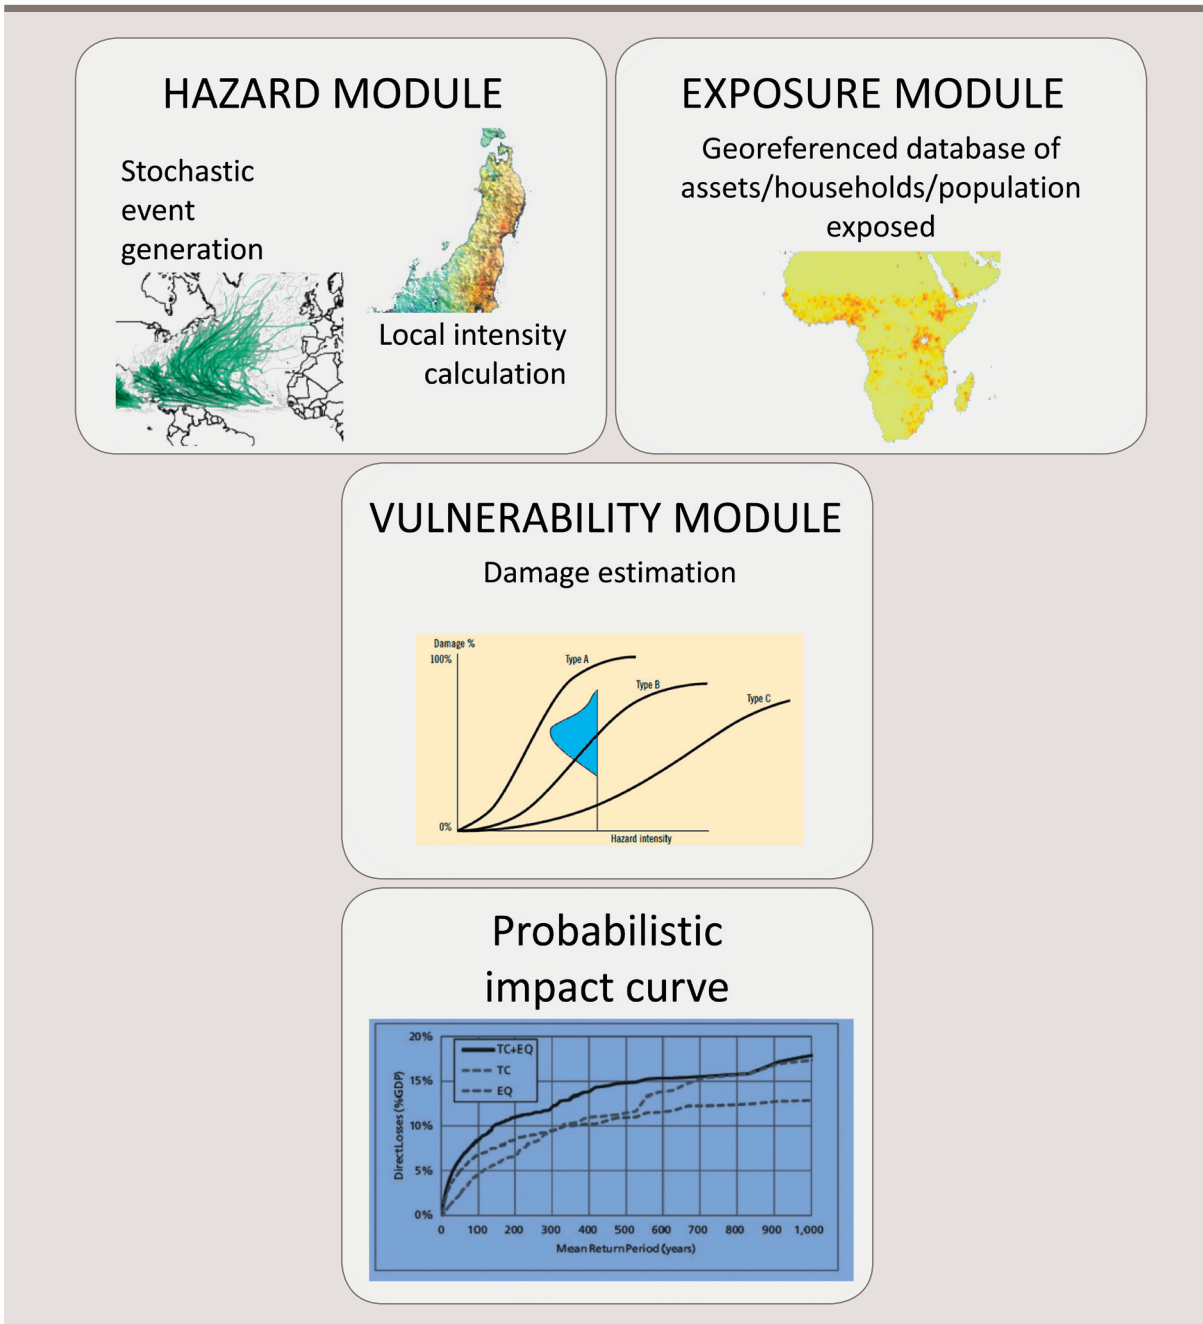 HAZARD MODULE
Stochastic
event
generation
Local intensity
calculation
EXPOSURE MODULE
Georeferenced database of
assets/households/population
exposed
VULNERABILITY MODULE
Damage estimation
Damage %
100%
Type A
Type B
Type C
0%
Hazard intensity
Probabilistic
impact curve
20%
TC+EQ
TC
15%
EQ
Direct Losses (%GDP)
10%
5%
0%
0 100 200 300 400 500 600 700 800 900 1,000
Mean Return Period (years)